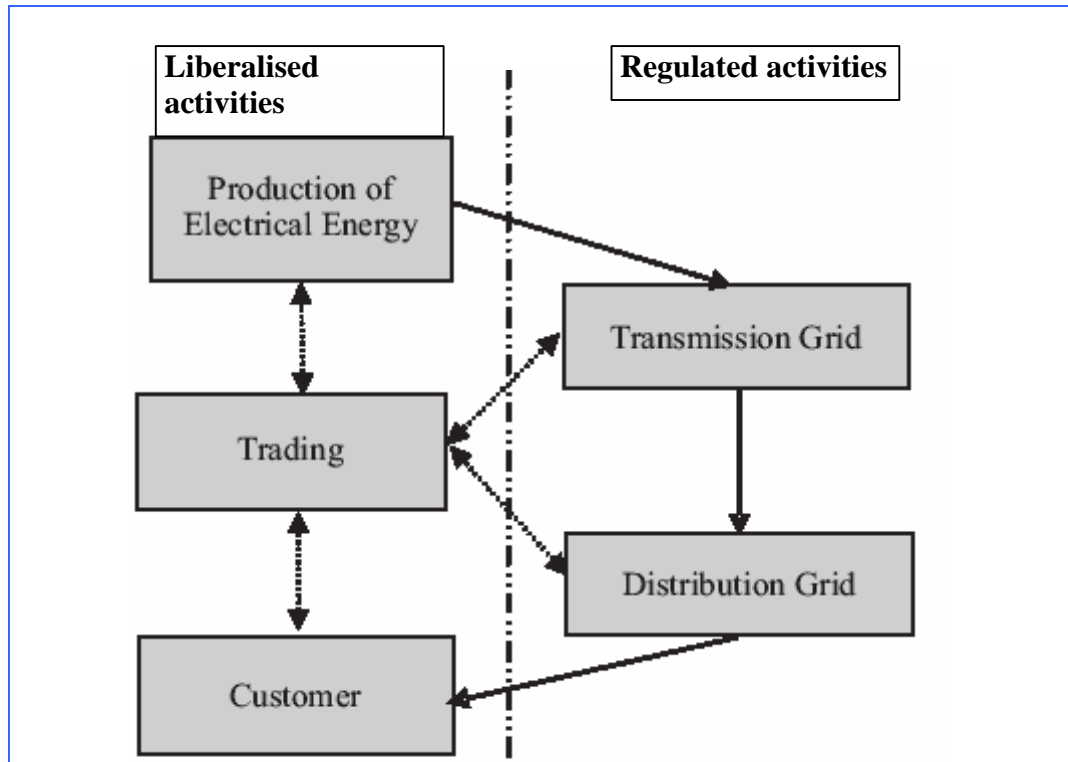 Liberalised
activities
Regulated activities
Production of
Electrical Energy
Transmission Grid
Trading
Distribution Grid
Customer